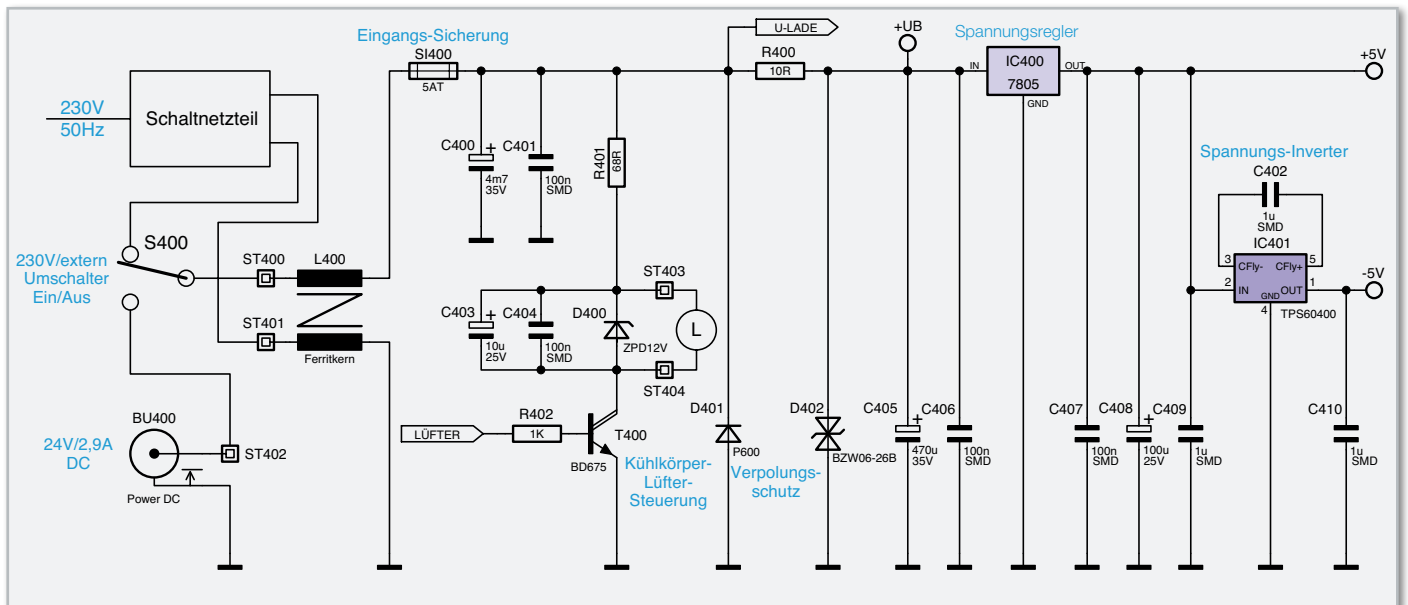 U-LADE
+UB
Eingangs-Sicherung
SI400
5AT
R400
10R
Spannungsregler
IN
IC400
7805
OUT
GND
+5V
230V
50Hz
Schaltnetzteil
C400
+
4m7
35V
C401
100n
SMD
R401
68R
Spannungs-Inverter
C402
1u
SMD
IC401
3
CFly-
CFly+
5
2
IN
GND
OUT
1
4
TPS60400
-5V
230V/extern
Umschalter
Ein/Aus
S400
ST400
L400
ST401
Ferritkern
ST403
C403
+
10u
25V
C404
100n
SMD
D400
ZPD12V
L
ST404
24V/2,9A
DC
BU400
Power DC
ST402
LÜFTER
R402
1K
T400
BD675
Kühlkörper-
Lüfter-
Steuerung
D401
P600
D402
BZW06-26B
Verpolungs-
schutz
C405
+
470u
35V
C406
100n
SMD
C407
100n
SMD
C408
+
100u
25V
C409
1u
SMD
C410
1u
SMD